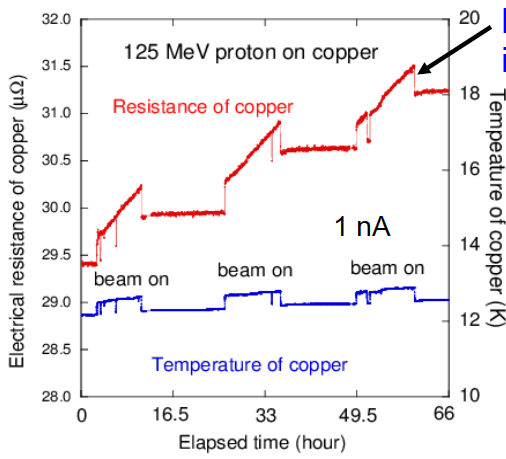 125 MeV proton on copper
Resistance of copper
1 nA
beam on
beam on
beam on
Temperature of copper
Electrical resistance of copper (μΩ)
32.0
31.5
31.0
30.5
30.0
29.5
29.0
28.5
28.0
Tempeature of copper (K)
20
18
16
14
12
10
0
16.5
33
49.5
66
Elapsed time (hour)